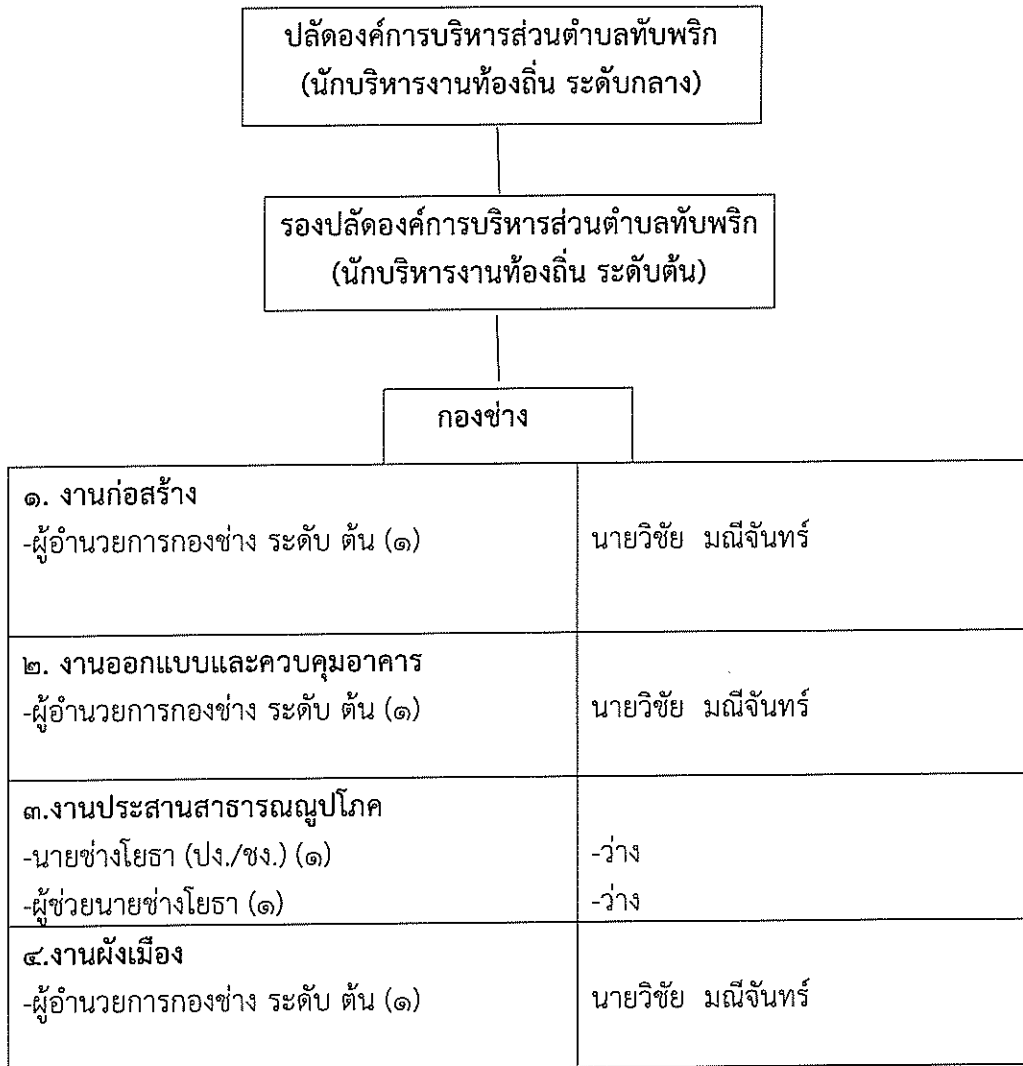 ปลัดองค์การบริหารส่วนตำบลทับพริก
(นักบริหารงานท้องถิ่น ระดับกลาง)
รองปลัดองค์การบริหารส่วนตำบลทับพริก
(นักบริหารงานท้องถิ่น ระดับต้น)
กองช่าง
๑. งานก่อสร้าง
-ผู้อำนวยการกองช่าง ระดับ ต้น (๑) นายวิชัย มณีจันทร์
๒. งานออกแบบและควบคุมอาคาร
-ผู้อำนวยการกองช่าง ระดับ ต้น (๑) นายวิชัย มณีจันทร์
๓.งานประสานสาธารณณูปโภค
-นายช่างโยธา (ปง./ชง.) (๑) -ว่าง
-ผู้ช่วยนายช่างโยธา (๑) -ว่าง
๔.งานผังเมือง
-ผู้อำนวยการกองช่าง ระดับ ต้น (๑) นายวิชัย มณีจันทร์